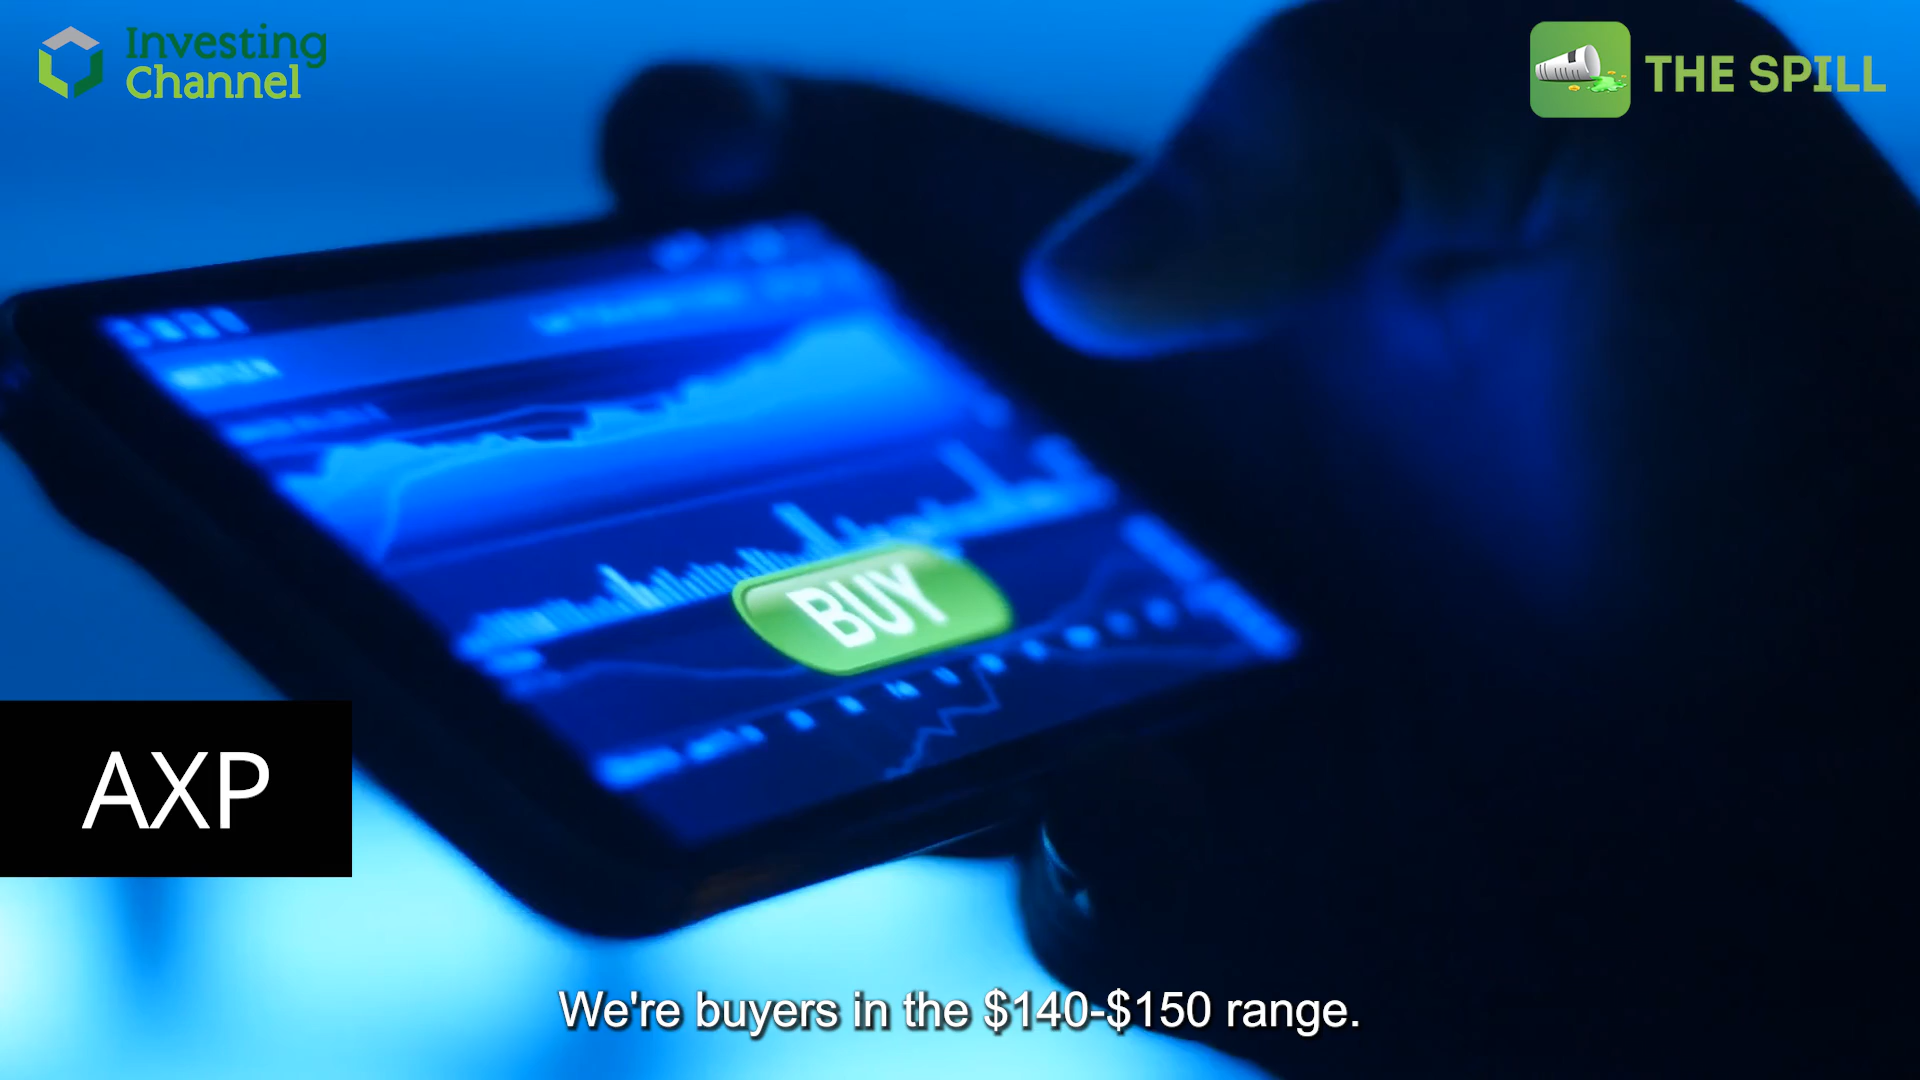 Investing
Channel
THE SPILL
BUY
AXP
We're buyers in the $140-$150 range.